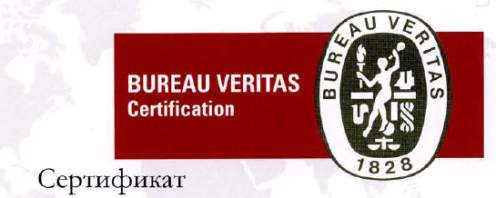 BUREAU VERITAS
Certification
BUREAU VERITAS
1828
Сертификат